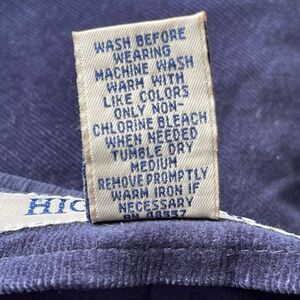 WASH BEFORE
WEARING
MACHINE WASH
WARM WITH
LIKE COLORS
ONLY NON-
CHLORINE BLEACH
WHEN NEEDED
TUMBLE DRY
MEDIUM
REMOVE PROMPTLY
WARM IRON IF
NECESSARY
RN
HIC